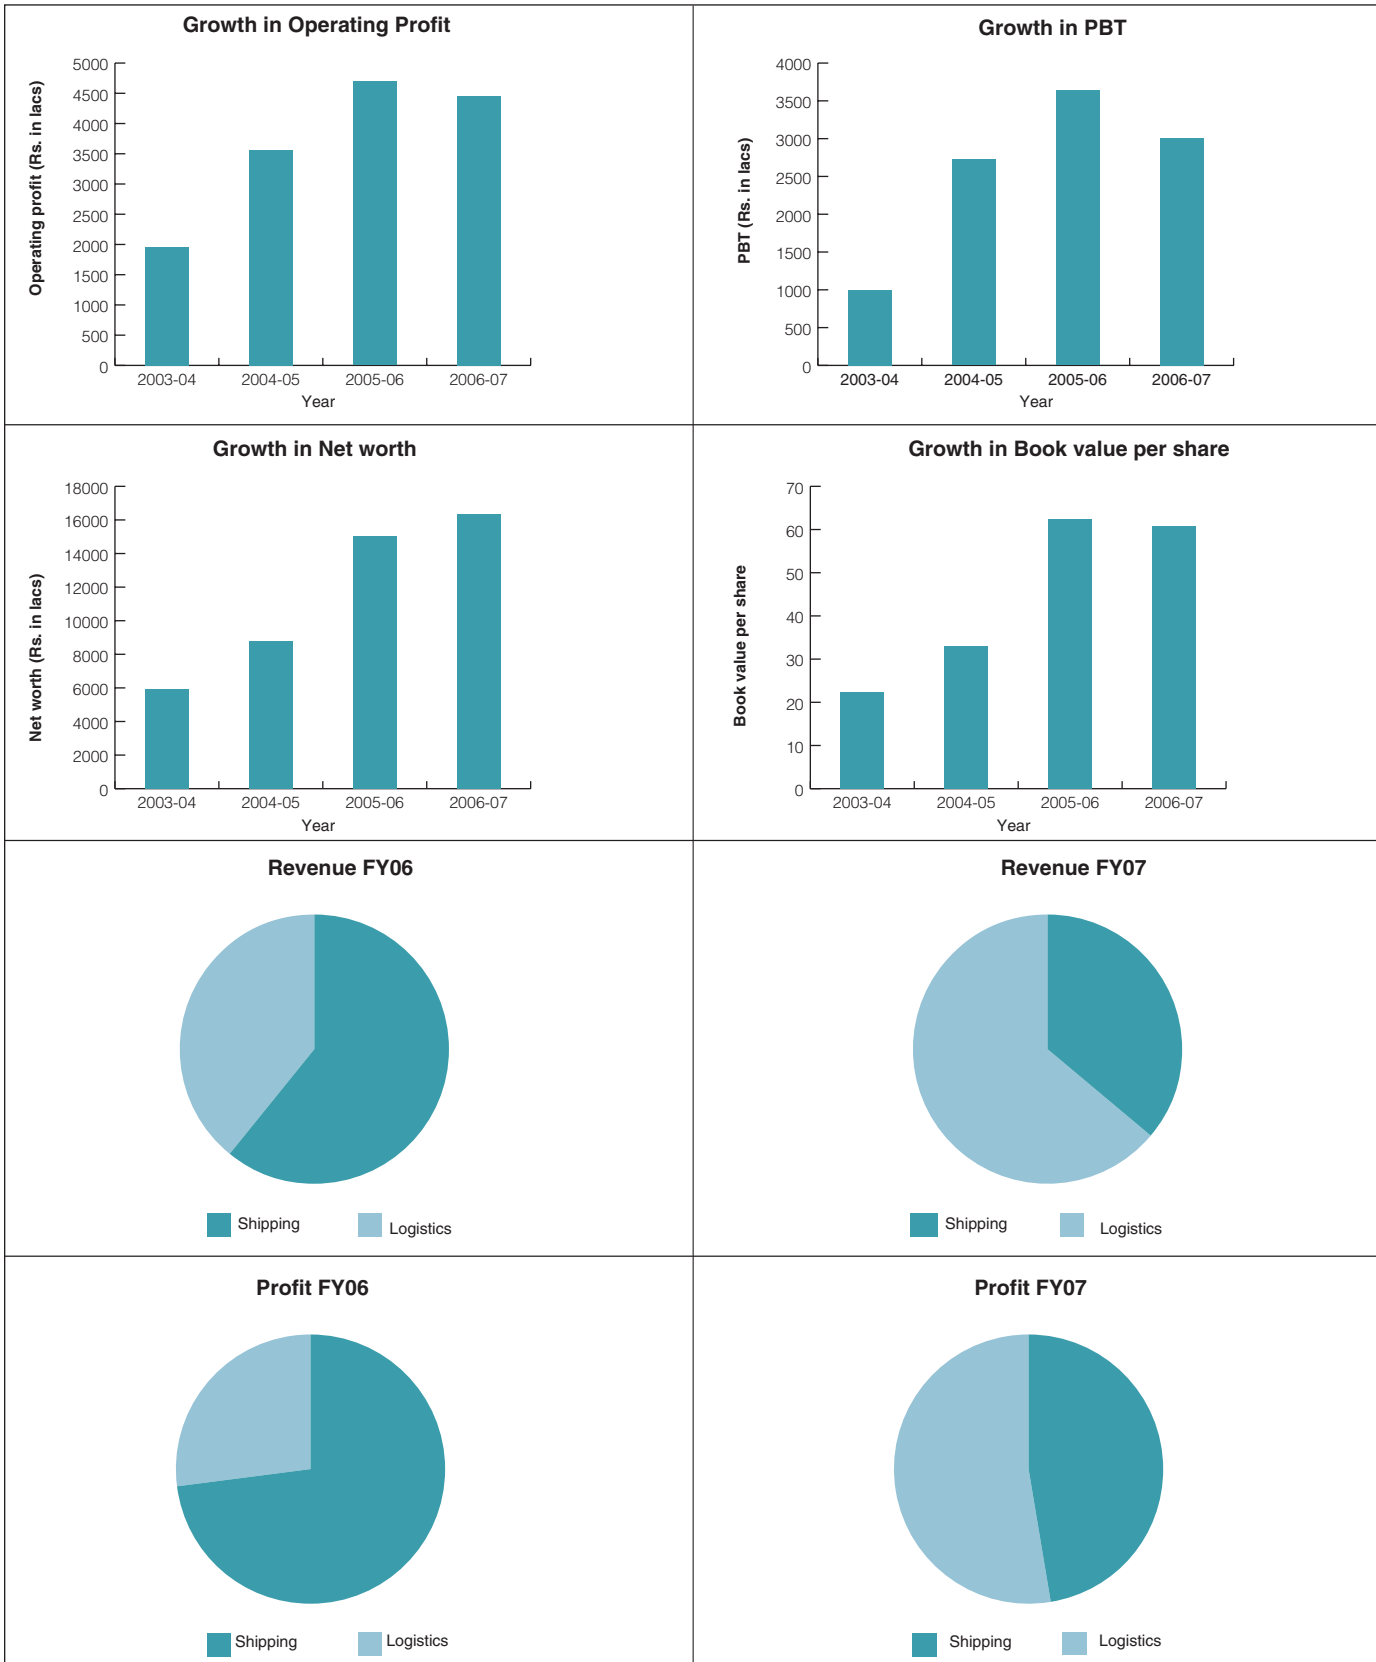 Growth in Operating Profit
Operating profit (Rs. in lacs)
5000
4500
4000
3500
3000
2500
2000
1500
1000
500
0
2003-04 2004-05 2005-06 2006-07
Year
Growth in PBT
PBT (Rs. in lacs)
4000
3500
3000
2500
2000
1500
1000
500
0
2003-04 2004-05 2005-06 2006-07
Year
Growth in Net worth
Net worth (Rs. in lacs)
18000
16000
14000
12000
10000
8000
6000
4000
2000
0
2003-04 2004-05 2005-06 2006-07
Year
Growth in Book value per share
Book value per share
70
60
50
40
30
20
10
0
2003-04 2004-05 2005-06 2006-07
Year
Revenue FY06
Shipping Logistics
Revenue FY07
Shipping Logistics
Profit FY06
Shipping Logistics
Profit FY07
Shipping Logistics